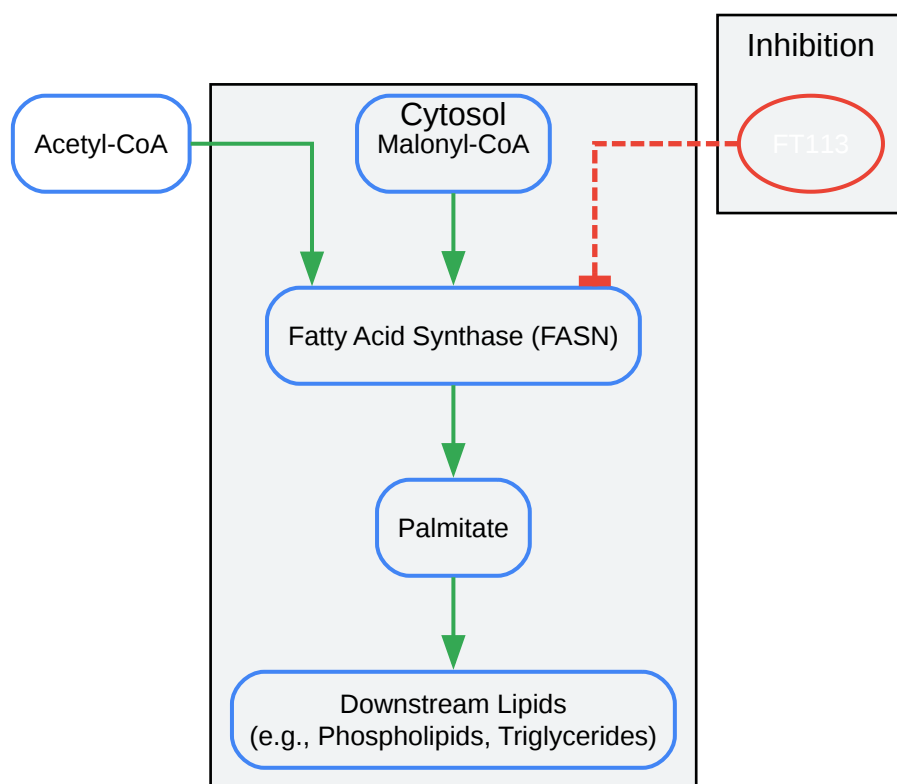 Inhibition
Cytosol
Acetyl-CoA
Malonyl-CoA
FT113
Fatty Acid Synthase (FASN)
Palmitate
Downstream Lipids
(e.g., Phospholipids, Triglycerides)